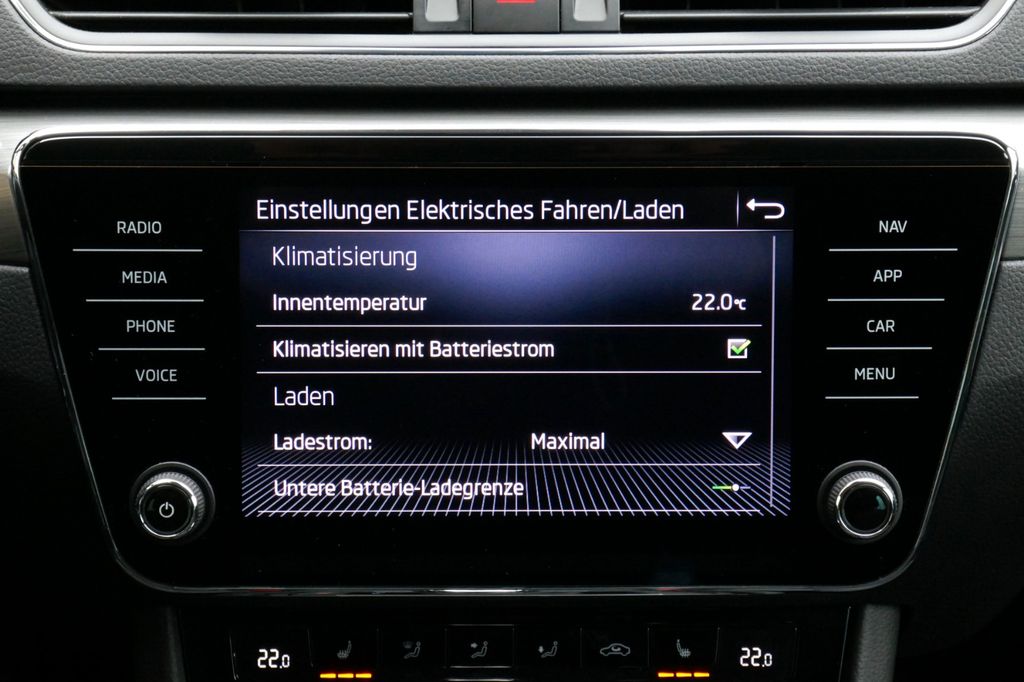 Einstellungen Elektrisches Fahren/Laden
RADIO
MEDIA
PHONE
VOICE
Klimatisierung
Innentemperatur 22.0°C
Klimatisieren mit Batteriestrom
Laden
Ladestrom: Maximal
Untere Batterie-Ladegrenze
NAV
APP
CAR
MENU
22.0
22.0